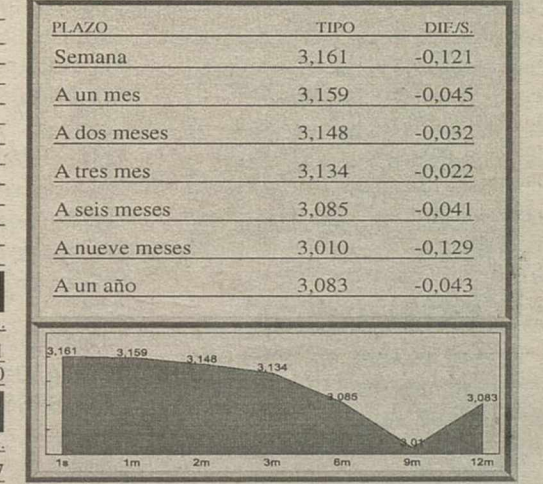 PLAZO TIPO DIF./S.
Semana 3,161 -0,121
A un mes 3,159 -0,045
A dos meses 3,148 -0,032
A tres mes 3,134 -0,022
A seis meses 3,085 -0,041
A nueve meses 3,010 -0,129
A un año 3,083 -0,043
3,161 3,159 3,148 3,134 3,085 3,01 3,083
1s 1m 2m 3m 6m 9m 12m